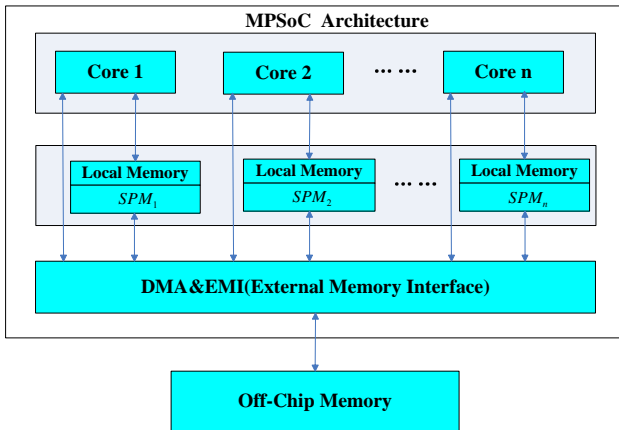 MPSoC Architecture
Core 1
Core 2
... ...
Core n
Local Memory
SPM1
Local Memory
SPM2
... ...
Local Memory
SPMn
DMA&EMI(External Memory Interface)
Off-Chip Memory